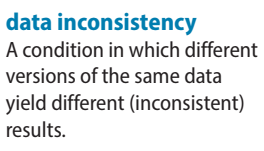 data inconsistency
A condition in which different
versions of the same data
yield different (inconsistent)
results.